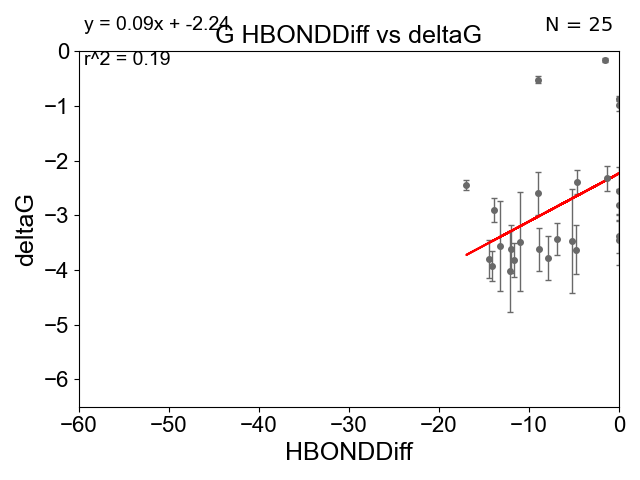 y = 0.09x + -2.24
N = 25
G HBONDDiff vs deltaG
r^2 = 0.19
0
−1
−2
−3
−4
−5
−6
deltaG
−60
−50
−40
−30
−20
−10
0
HBONDDiff